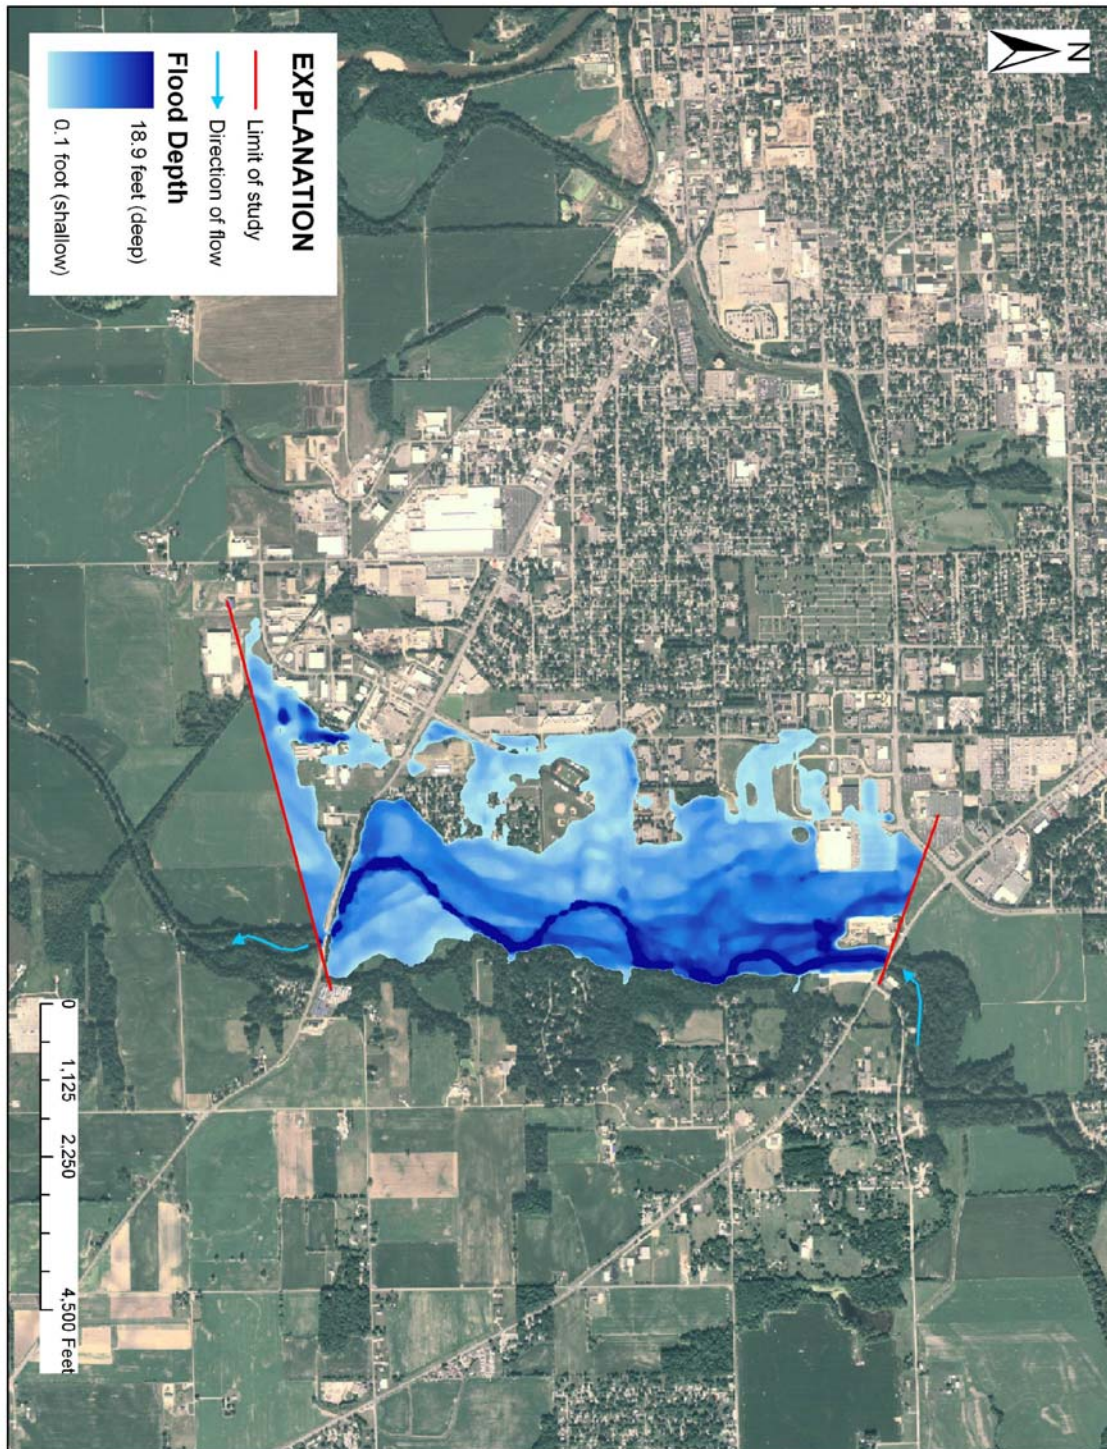 N
EXPLANATION
Limit of study
Direction of flow
Flood Depth
18.9 feet (deep)
0.1 foot (shallow)
0 1,125 2,250 4,500 Feet